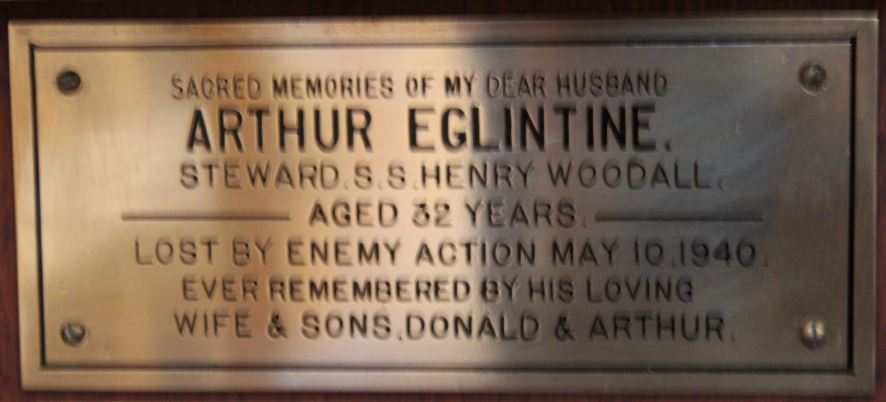 SACRED MEMORIES OF MY DEAR HUSBAND
ARTHUR EGLINTINE.
STEWARD. S.S. HENRY WOODALL.
AGED 32 YEARS.
LOST BY ENEMY ACTION MAY 10. 1940.
EVER REMEMBERED BY HIS LOVING
WIFE & SONS. DONALD & ARTHUR.